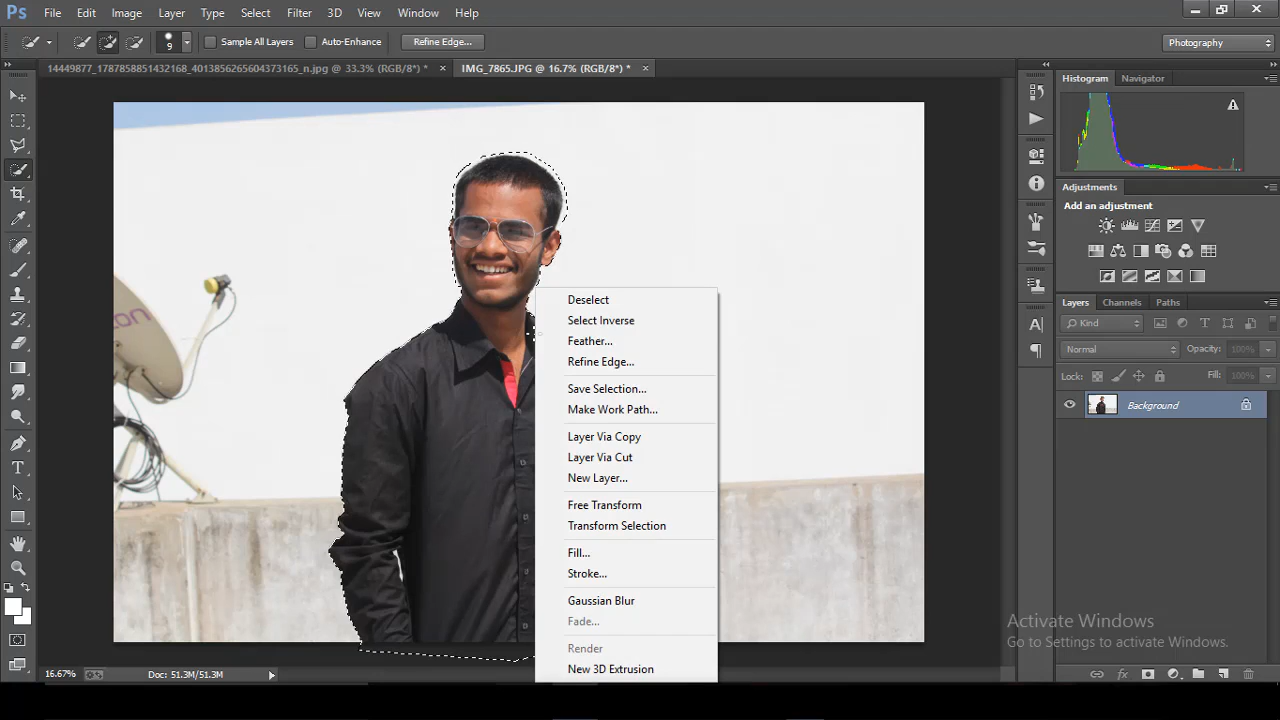 Ps File Edit Image Layer Type Select Filter 3D View Window Help
9 Sample All Layers Auto-Enhance Refine Edge... Photography
14449877_1787858851432168_4013856265604373165_n.jpg @ 33.3% (RGB/8*) * × IMG_7865.JPG @ 16.7% (RGB/8*) * ×
Histogram Navigator
Adjustments
Add an adjustment
Layers Channels Paths
Kind
Normal Opacity: 100%
Lock: Fill: 100%
Background
Deselect
Select Inverse
Feather...
Refine Edge...
Save Selection...
Make Work Path...
Layer Via Copy
Layer Via Cut
New Layer...
Free Transform
Transform Selection
Fill...
Stroke...
Gaussian Blur
Fade...
Render
New 3D Extrusion
Activate Windows
Go to Settings to activate Windows.
16.67% Doc: 51.3M/51.3M